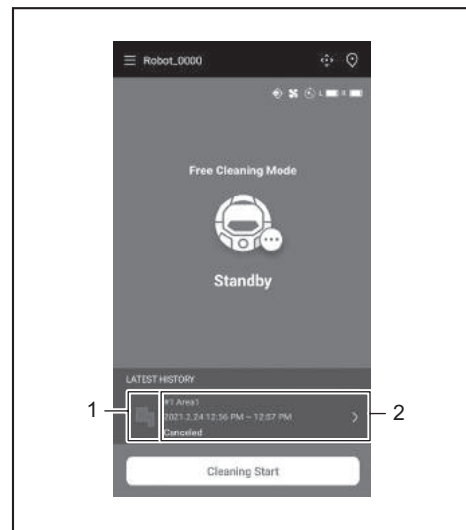 Robot_0000
L R
Free Cleaning Mode
Standby
LATEST HISTORY
#1 Area1
1
2021.2.24 12:56 PM ~ 12:57 PM
2
Canceled
Cleaning Start